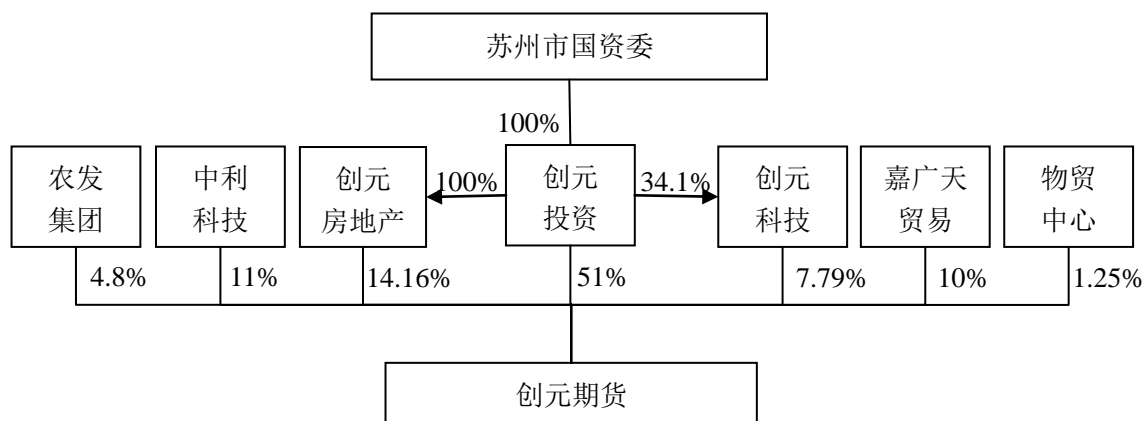 苏州市国资委
100%
农发
集团
中利
科技
创元
房地产
100%
创元
投资
34.1%
创元
科技
嘉广天
贸易
物贸
中心
4.8%
11%
14.16%
51%
7.79%
10%
1.25%
创元期货